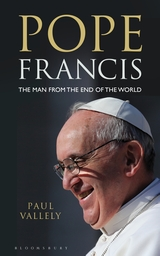 POPE
FRANCIS
THE MAN FROM THE END OF THE WORLD
PAUL
VALLELY
BLOOMSBURY